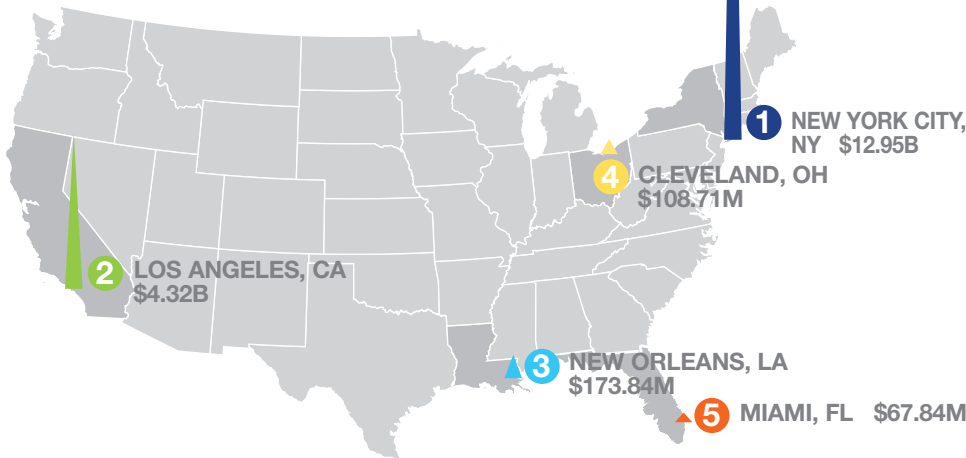 1 NEW YORK CITY,
NY $12.95B
4 CLEVELAND, OH
$108.71M
2 LOS ANGELES, CA
$4.32B
3 NEW ORLEANS, LA
$173.84M
5 MIAMI, FL $67.84M